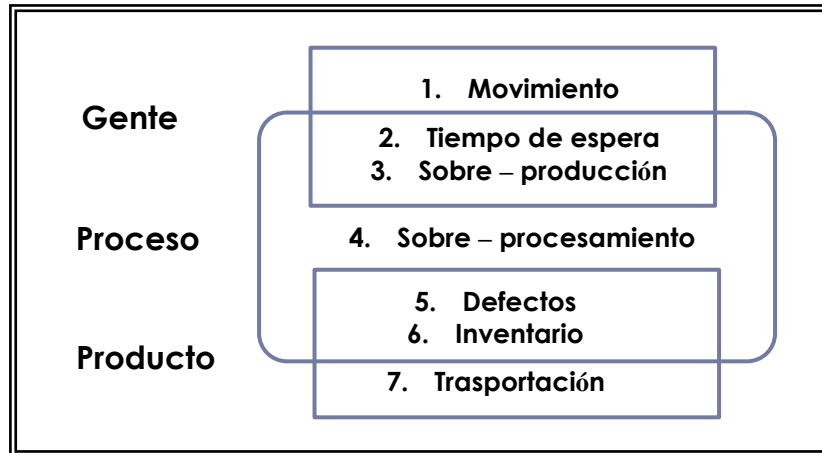 1. Movimiento
Gente
2. Tiempo de espera
3. Sobre – producción
Proceso
4. Sobre – procesamiento
5. Defectos
6. Inventario
Producto
7. Trasportación